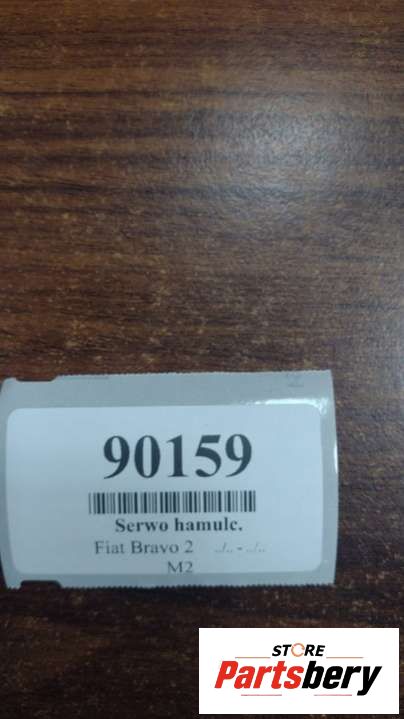 90159
Serwo hamulc.
Fiat Bravo 2 ../.. - ../..
M2
STORE
Partsbery